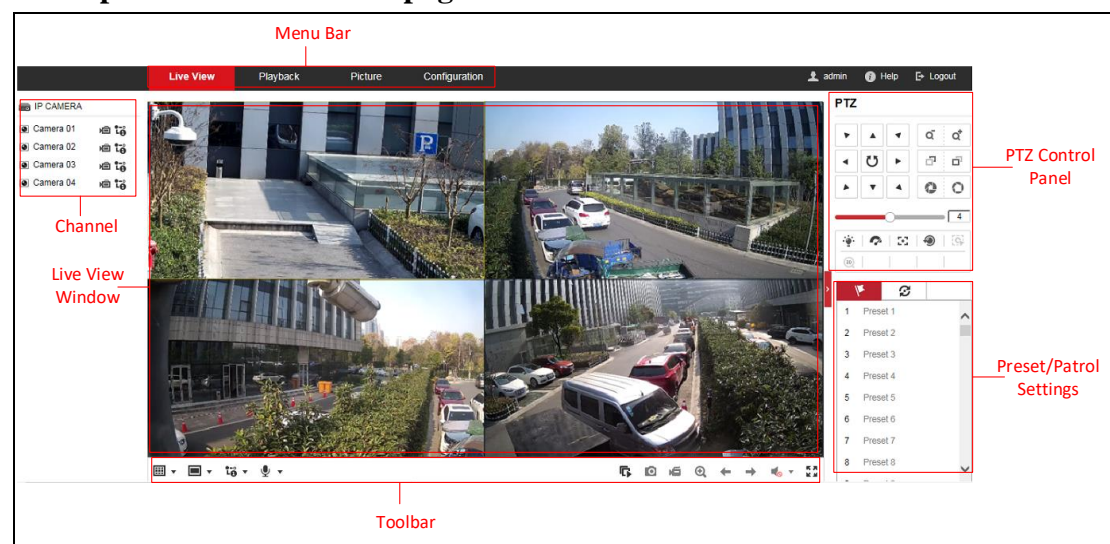 Menu Bar
Live View Playback Picture Configuration admin Help Logout
IP CAMERA
Camera 01
Camera 02
Camera 03
Camera 04
Channel
Live View
Window
P
PTZ
4
3D
PTZ Control
Panel
1 Preset 1
2 Preset 2
3 Preset 3
4 Preset 4
5 Preset 5
6 Preset 6
7 Preset 7
8 Preset 8
Preset/Patrol
Settings
Toolbar